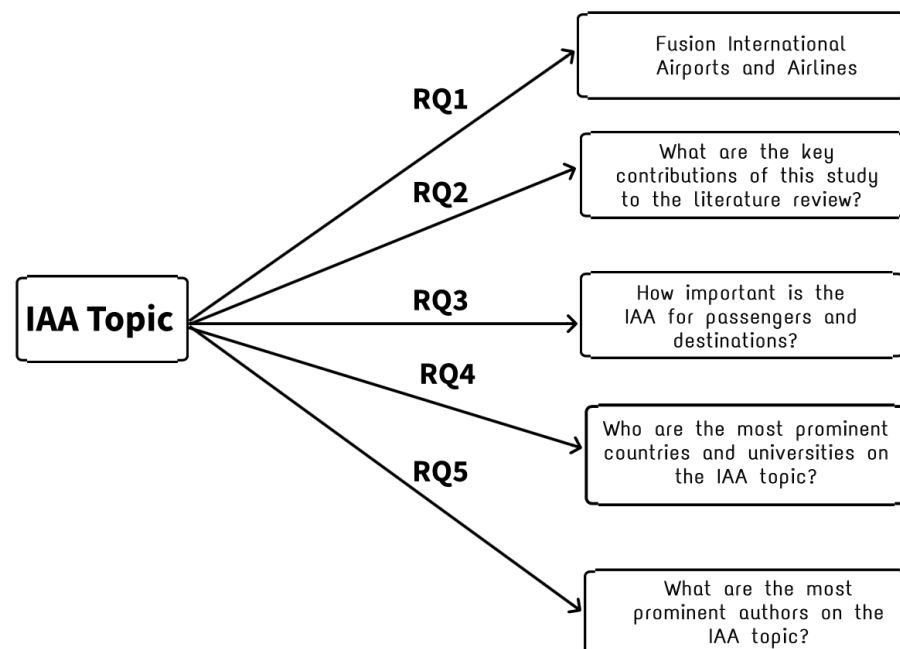 RQ1
Fusion International
Airports and Airlines
RQ2
What are the key
contributions of this study
to the literature review?
IAA Topic
RQ3
How important is the
IAA for passengers and
destinations?
RQ4
Who are the most prominent
countries and universities on
the IAA topic?
RQ5
What are the most
prominent authors on the
IAA topic?